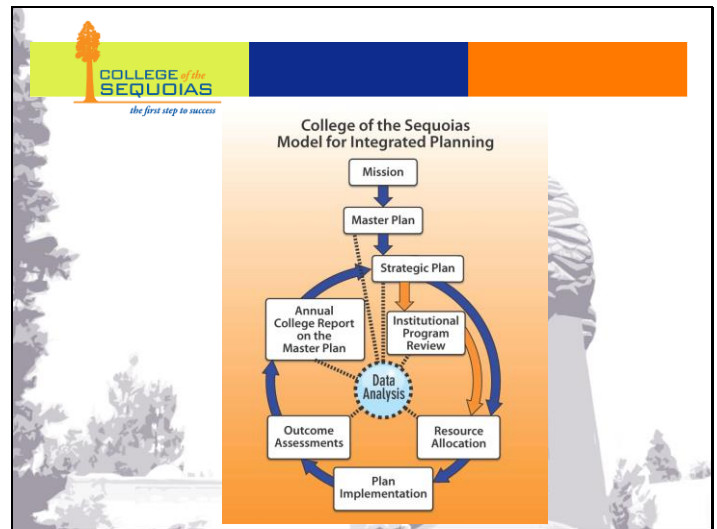 COLLEGE of the
SEQUOIAS
the first step to success
College of the Sequoias
Model for Integrated Planning
Mission
Master Plan
Strategic Plan
Annual
College Report
on the
Master Plan
Institutional
Program
Review
Data
Analysis
Outcome
Assessments
Resource
Allocation
Plan
Implementation